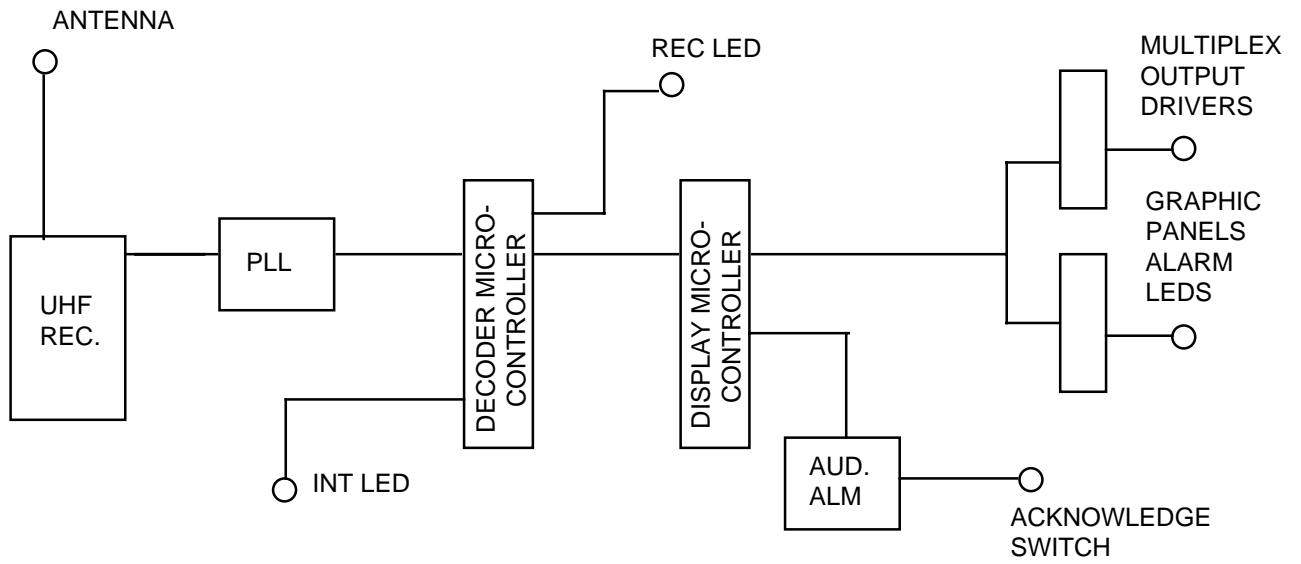 ANTENNA
REC LED
MULTIPLEX
OUTPUT
DRIVERS
UHF
REC.
PLL
DECODER MICRO-
CONTROLLER
DISPLAY MICRO-
CONTROLLER
GRAPHIC
PANELS
ALARM
LEDS
INT LED
AUD.
ALM
ACKNOWLEDGE
SWITCH